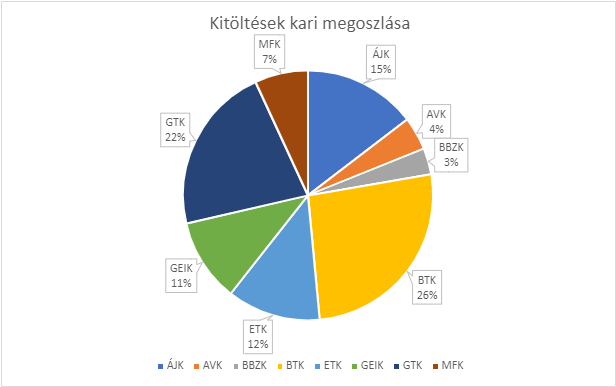 Kitöltések kari megoszlása
MFK
7%
ÁJK
15%
AVK
4%
BBZK
3%
GTK
22%
GEIK
11%
BTK
26%
ETK
12%
ÁJK AVK BBZK BTK ETK GEIK GTK MFK